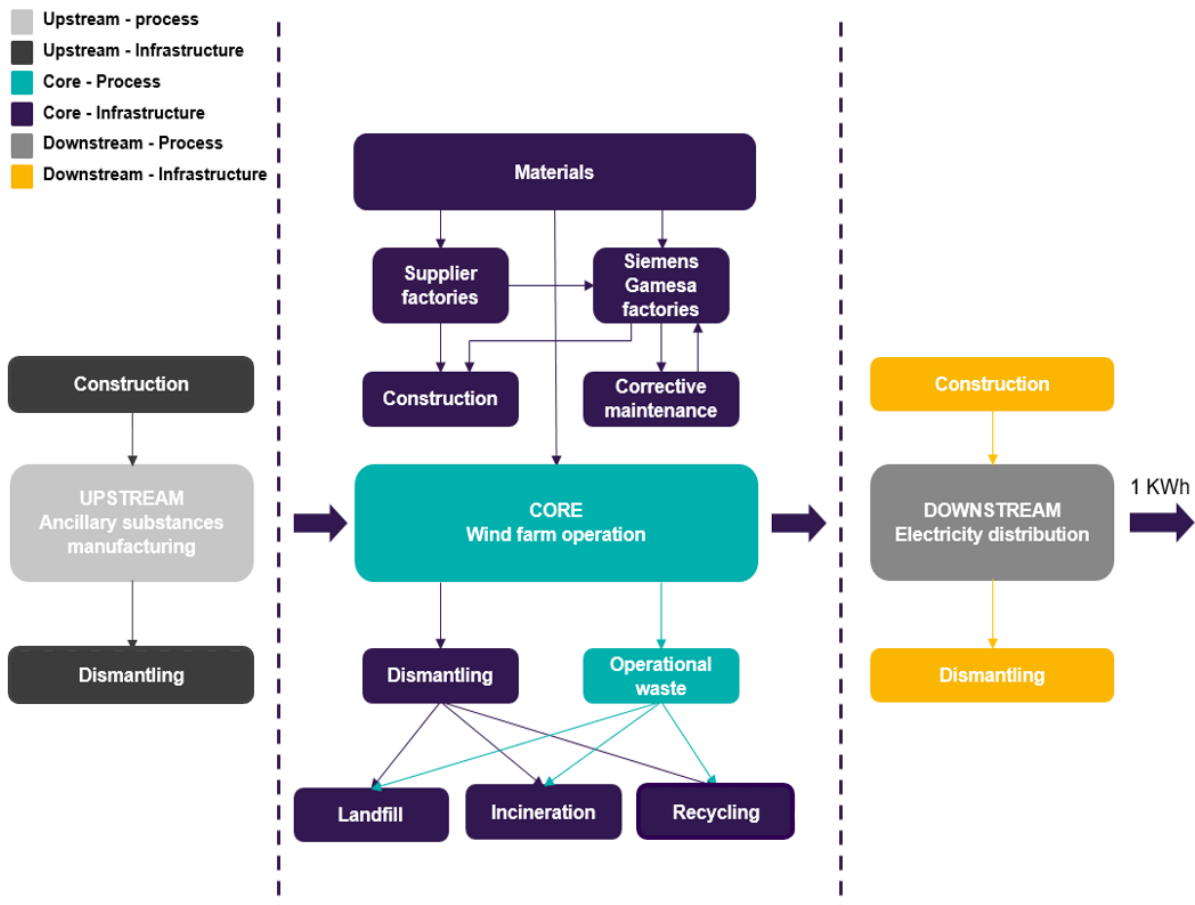 Upstream - process
Upstream - Infrastructure
Core - Process
Core - Infrastructure
Downstream - Process
Downstream - Infrastructure
Construction
UPSTREAM
Ancillary substances
manufacturing
Dismantling
Materials
Supplier
factories
Siemens
Gamesa
factories
Construction
Corrective
maintenance
CORE
Wind farm operation
Dismantling
Operational
waste
Landfill
Incineration
Recycling
Construction
DOWNSTREAM
Electricity distribution
Dismantling
1 KWh